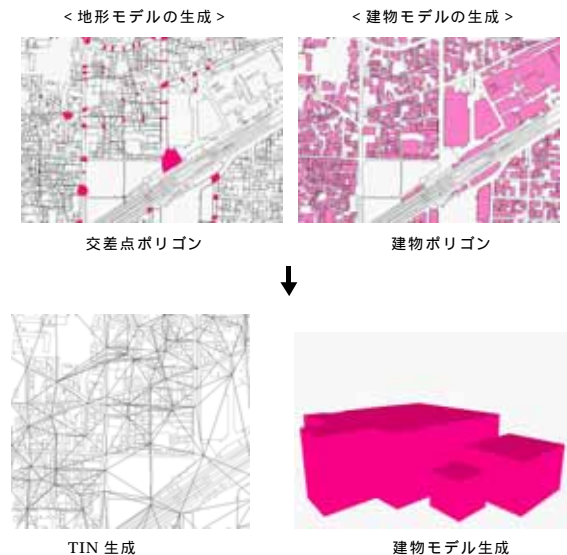 <地形モデルの生成>
<建物モデルの生成>
交差点ポリゴン
建物ポリゴン
TIN 生成
建物モデル生成